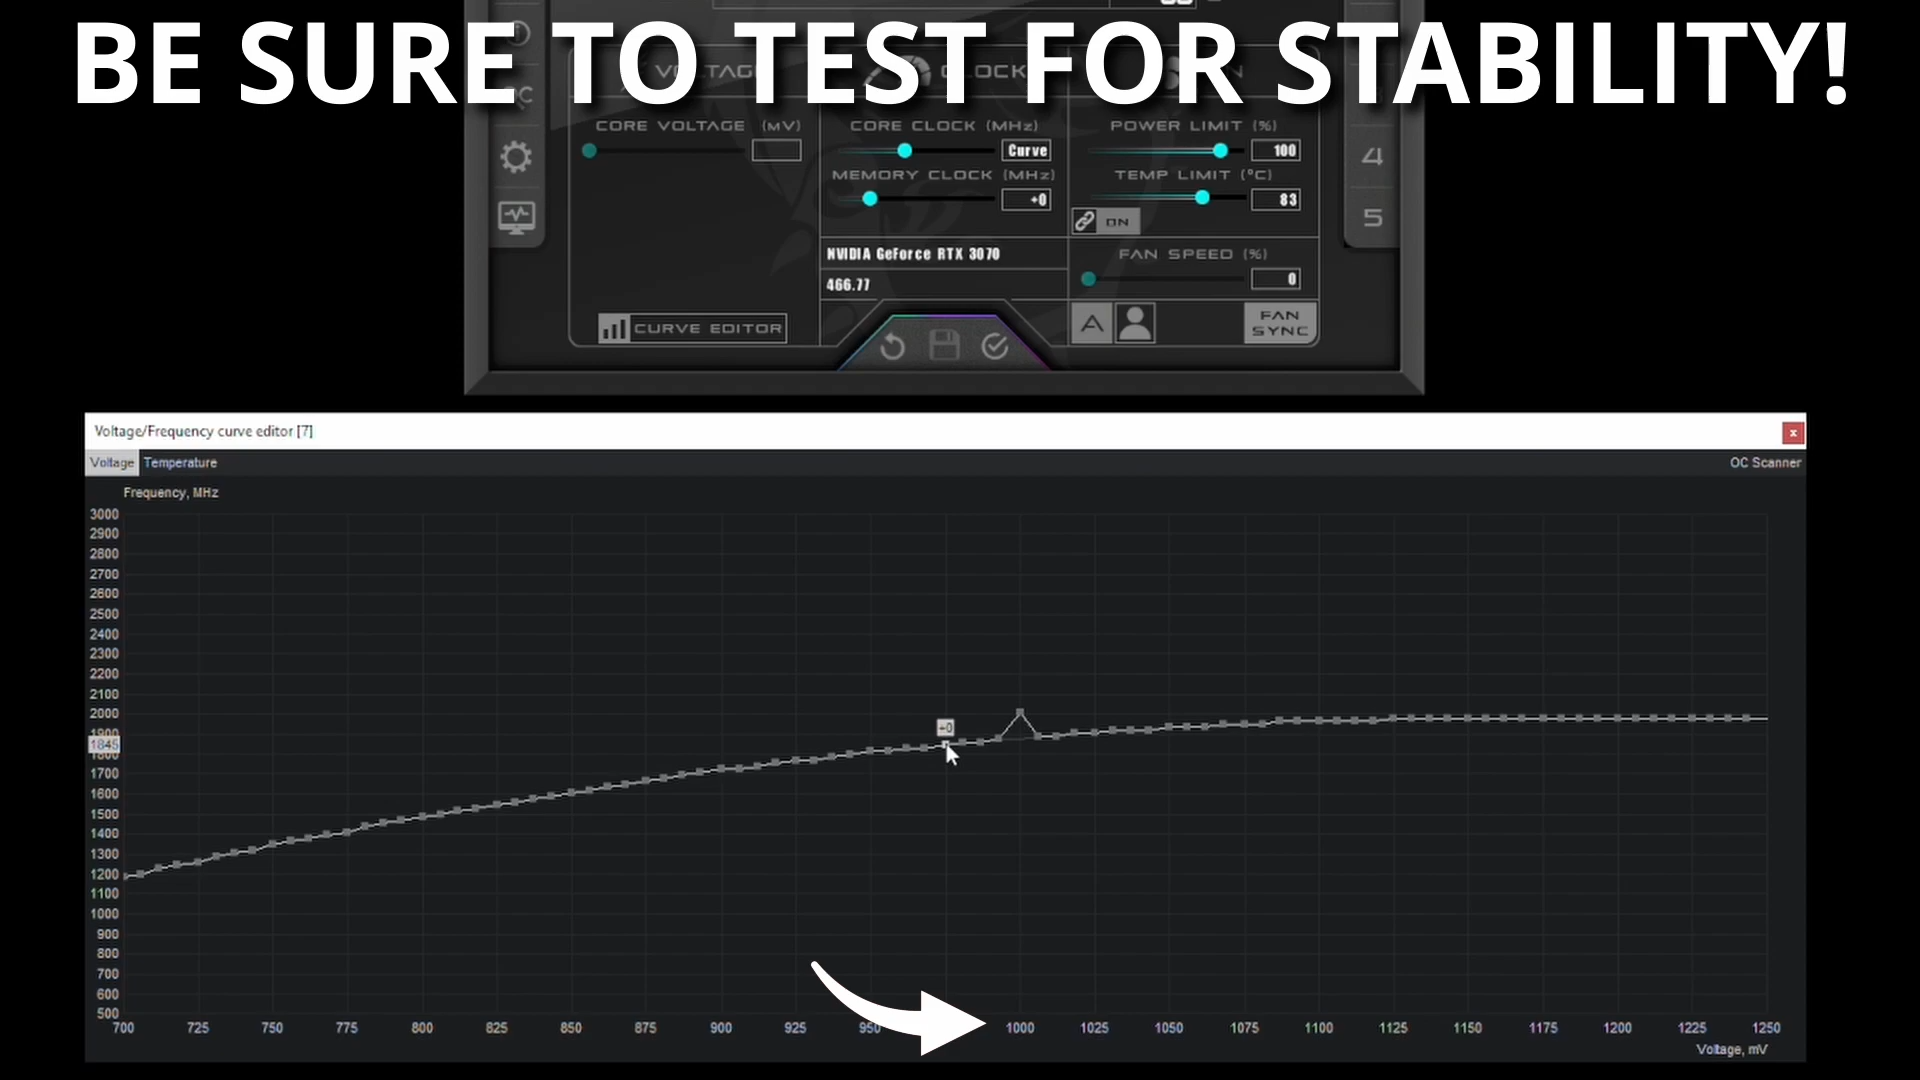 BE SURE TO TEST FOR STABILITY!
CORE VOLTAGE (MV)
CORE CLOCK (MHz)
Curve
POWER LIMIT (%)
100
MEMORY CLOCK (MHz)
+0
TEMP LIMIT (°C)
83
4
5
ON
NVIDIA GeForce RTX 3070
FAN SPEED (%)
0
466.77
CURVE EDITOR
A
FAN
SYNC
Voltage/Frequency curve editor [7]
x
Voltage Temperature
OC Scanner
Frequency, MHz
3000
2900
2800
2700
2600
2500
2400
2300
2200
2100
2000
1900
1845
1800
1700
1600
1500
1400
1300
1200
1100
1000
900
800
700
600
500
+0
700 725 750 775 800 825 850 875 900 925 950 1000 1025 1050 1075 1100 1125 1150 1175 1200 1225 1250
Voltage, mV